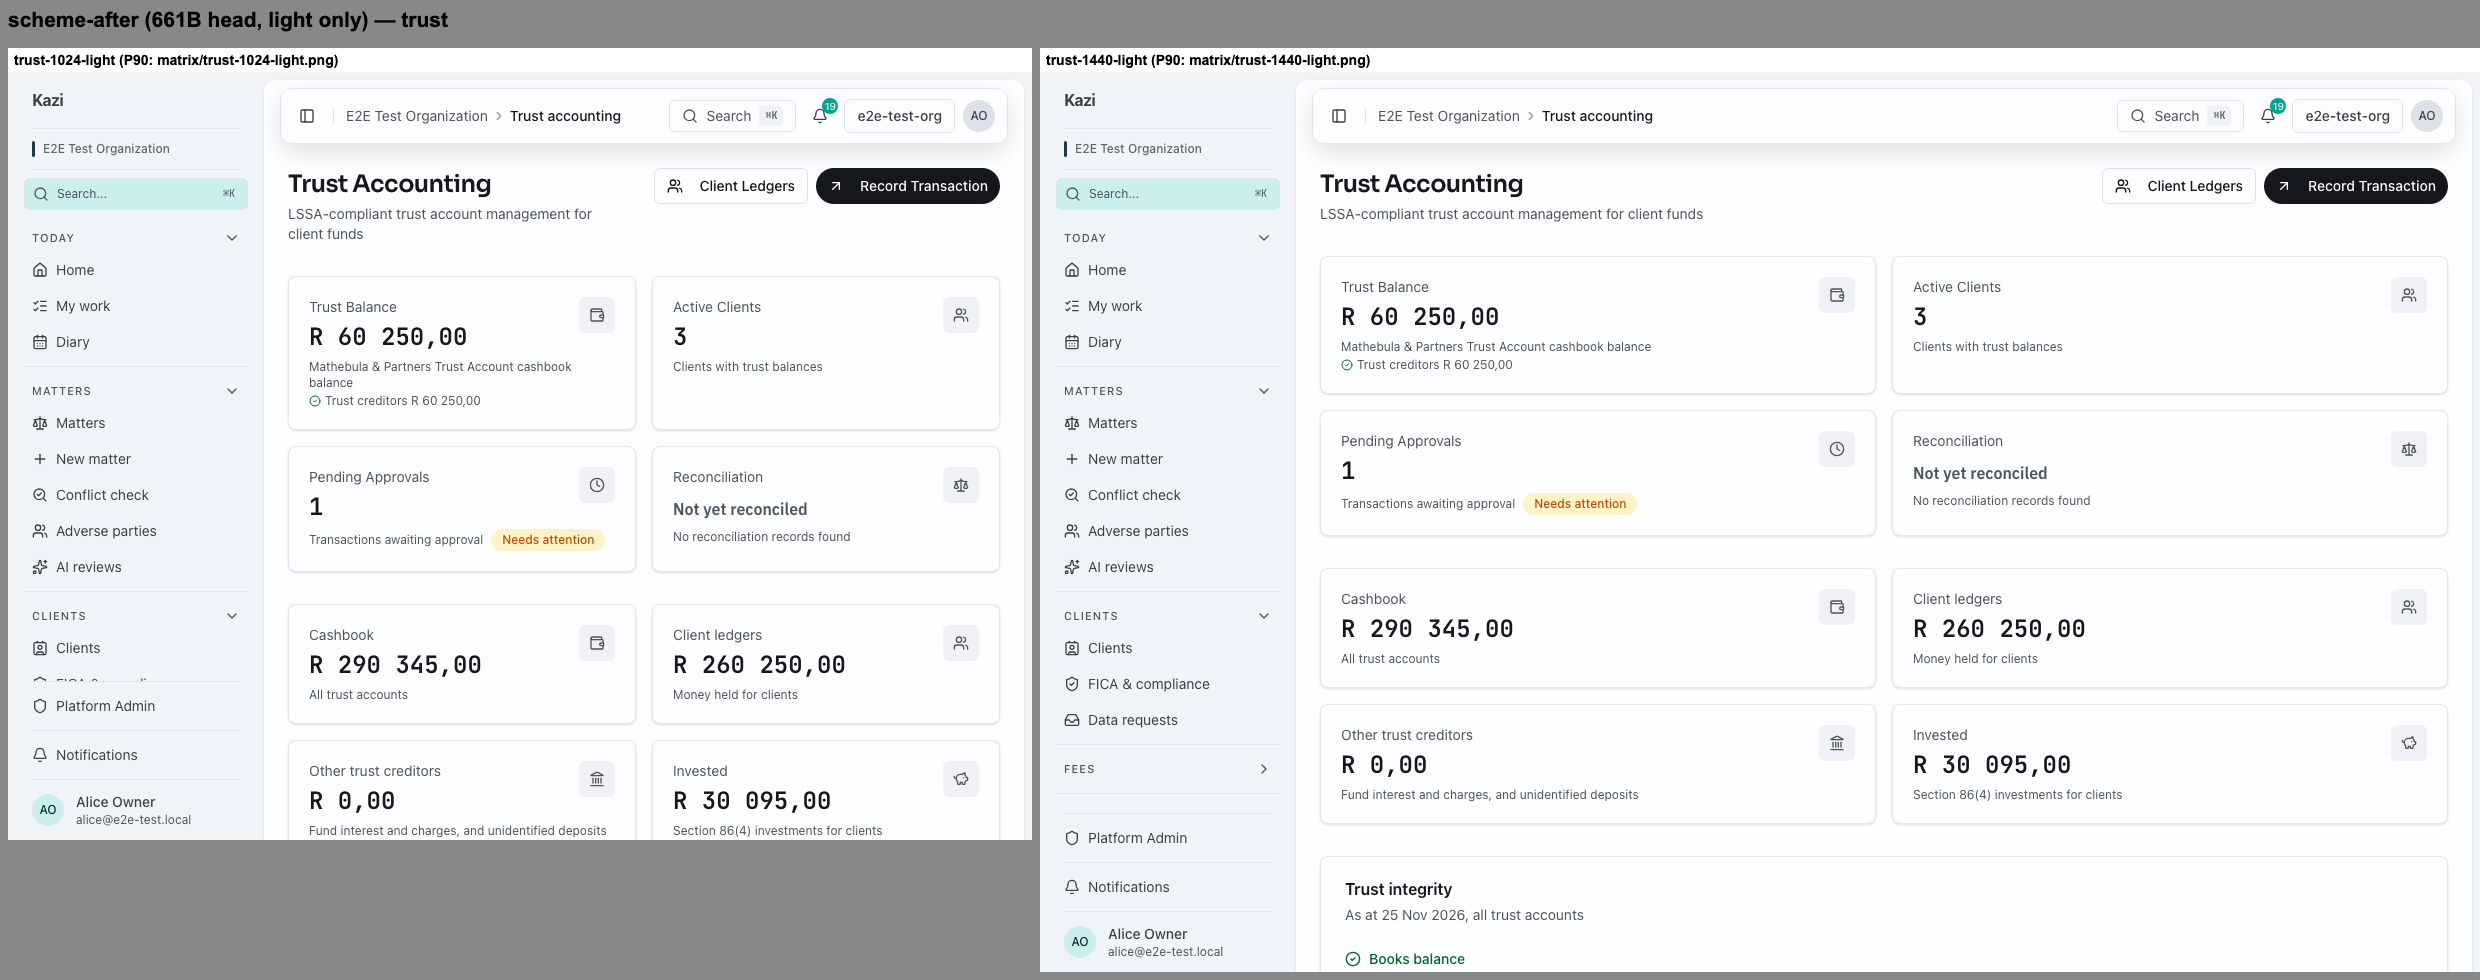 scheme-after (661B head, light only) — trust
trust-1024-light (P90: matrix/trust-1024-light.png)
Kazi
E2E Test Organization
Search... ⌘K
TODAY
Home
My work
Diary
MATTERS
Matters
New matter
Conflict check
Adverse parties
AI reviews
CLIENTS
Clients
Platform Admin
Notifications
AO
Alice Owner
alice@e2e-test.local
E2E Test Organization > Trust accounting
Search ⌘K
19
e2e-test-org
AO
Trust Accounting
LSSA-compliant trust account management for
client funds
Client Ledgers
Record Transaction
Trust Balance
R 60 250,00
Mathebula & Partners Trust Account cashbook
balance
Trust creditors R 60 250,00
Active Clients
3
Clients with trust balances
Pending Approvals
1
Transactions awaiting approval Needs attention
Reconciliation
Not yet reconciled
No reconciliation records found
Cashbook
R 290 345,00
All trust accounts
Client ledgers
R 260 250,00
Money held for clients
Other trust creditors
R 0,00
Fund interest and charges, and unidentified deposits
Invested
R 30 095,00
Section 86(4) investments for clients
trust-1440-light (P90: matrix/trust-1440-light.png)
Kazi
E2E Test Organization
Search... ⌘K
TODAY
Home
My work
Diary
MATTERS
Matters
New matter
Conflict check
Adverse parties
AI reviews
CLIENTS
Clients
FICA & compliance
Data requests
FEES
Platform Admin
Notifications
AO
Alice Owner
alice@e2e-test.local
E2E Test Organization > Trust accounting
Search ⌘K
19
e2e-test-org
AO
Trust Accounting
LSSA-compliant trust account management for client funds
Client Ledgers
Record Transaction
Trust Balance
R 60 250,00
Mathebula & Partners Trust Account cashbook balance
Trust creditors R 60 250,00
Active Clients
3
Clients with trust balances
Pending Approvals
1
Transactions awaiting approval Needs attention
Reconciliation
Not yet reconciled
No reconciliation records found
Cashbook
R 290 345,00
All trust accounts
Client ledgers
R 260 250,00
Money held for clients
Other trust creditors
R 0,00
Fund interest and charges, and unidentified deposits
Invested
R 30 095,00
Section 86(4) investments for clients
Trust integrity
As at 25 Nov 2026, all trust accounts
Books balance